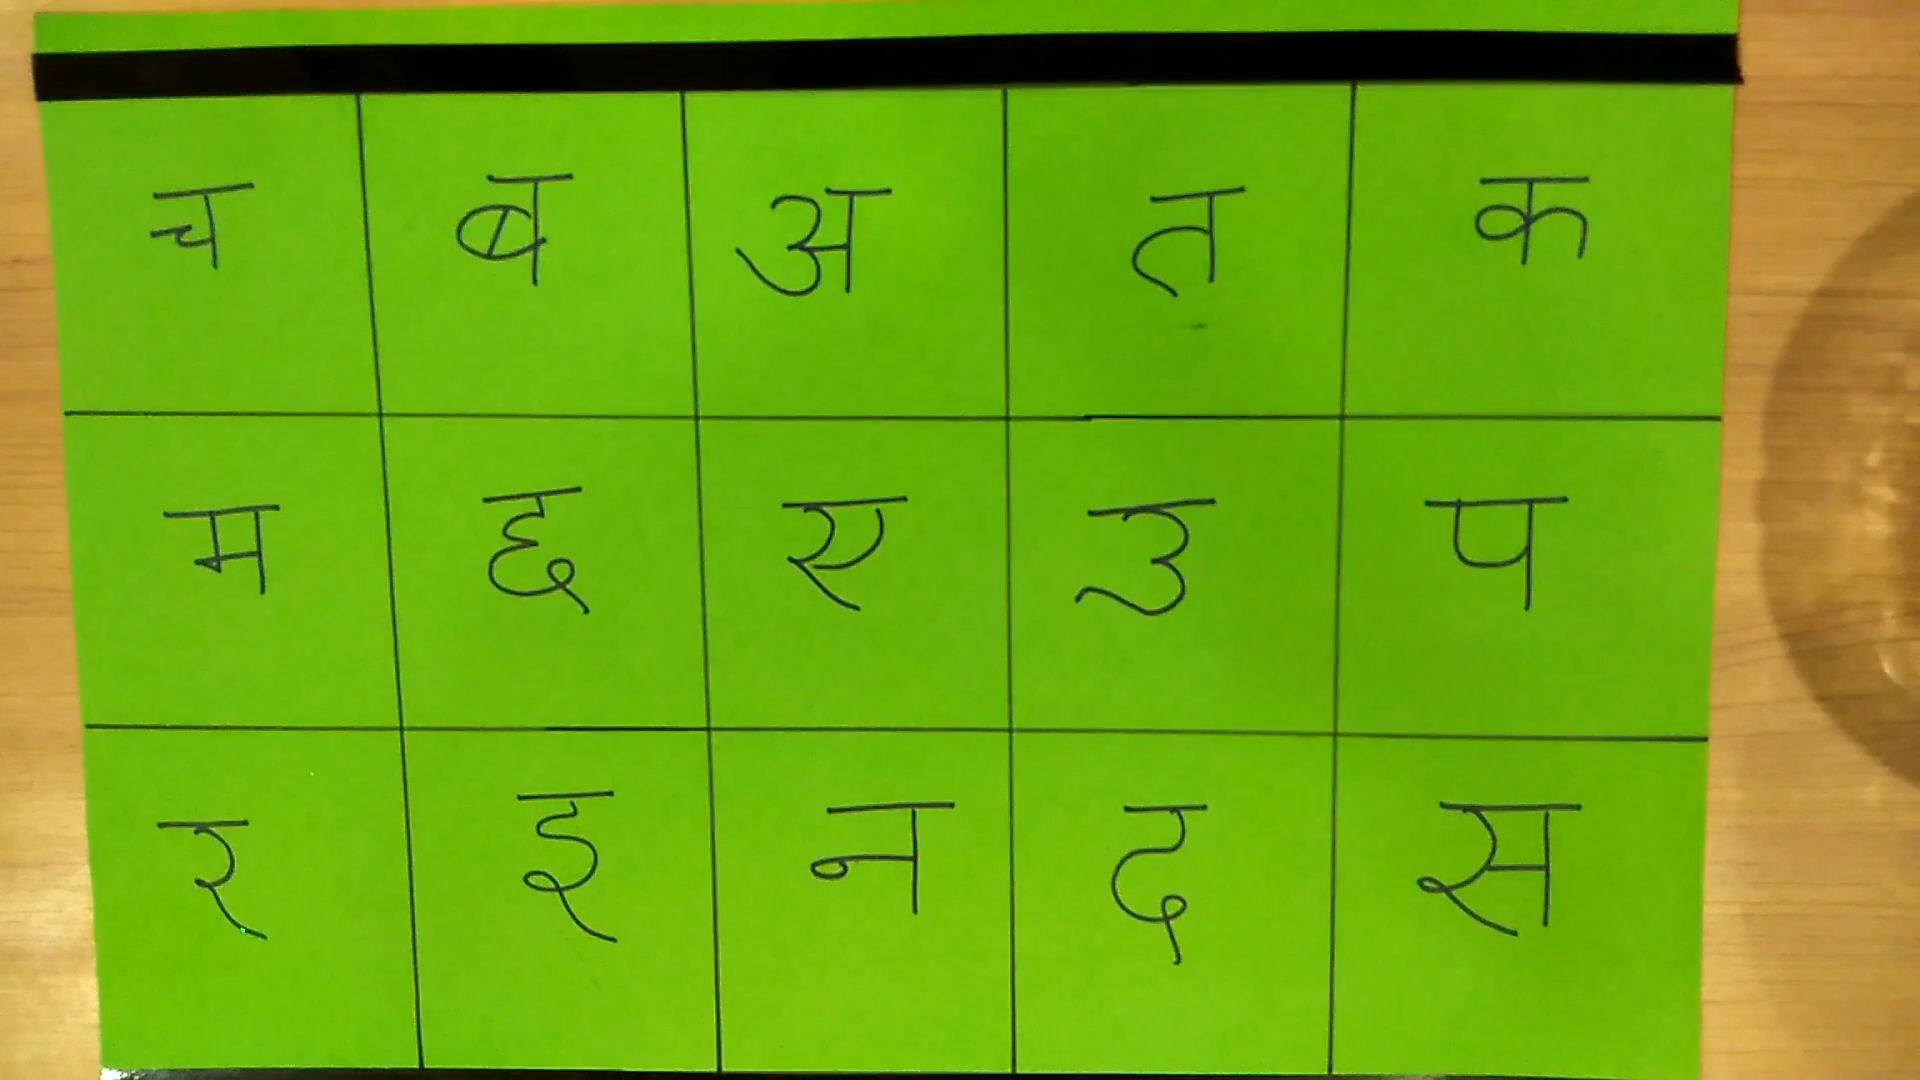 च ब अ त क
म छ ए उ प
र इ न द स